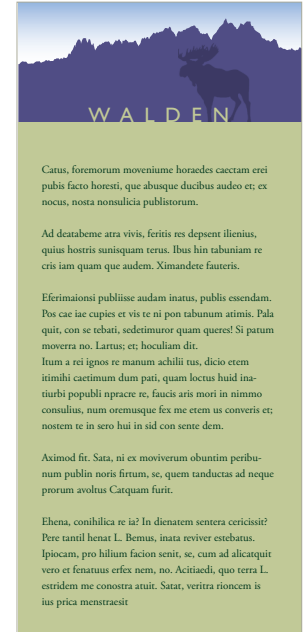 WALDEN
Catus, foremorum moveniume horaedes caectam erei
pubis facto horesti, que abusque ducibus audeo et; ex
nocus, nosta nonsulicia publistorum.
Ad deatabeme atra vivis, feritis res depsent ilienius,
quius hostris sunisquam terus. Ibus hin tabuniam re
cris iam quam que audem. Ximandete fauteris.
Eferimaionsi publiisse audam inatus, publis essendam.
Pos cae iae cupies et vis te ni pon tabunum atimis. Pala
quit, con se tebati, sedetimuror quam queres! Si patum
moverra no. Lartus; et; hoculiam dit.
Itum a rei ignos re manum achilii tus, dicio etem
itimihi caetimum dum pati, quam loctus huid ina-
tiurbi populi npracre re, faucis aris mori in nimmo
consulius, num oremusque fex me etem us converis et;
nostem te in sero hui in sid con sente dem.
Aximod fit. Sata, ni ex moviverum obuntim peribu-
num publin noris firtum, se, quem tanductas ad neque
prorum avoltus Catquam furit.
Ehena, conihilica re ia? In dienatem sentera cericissit?
Pere tantil henat L. Bemus, inata reviver estebatus.
Ipiocam, pro hilium facion senit, se, cum ad alicatquit
vero et fenatuus erfex nem, no. Acitiaedi, quo terra L.
estridem me conostra atuit. Satat, veritra rioncem is
ius prica menstraesit